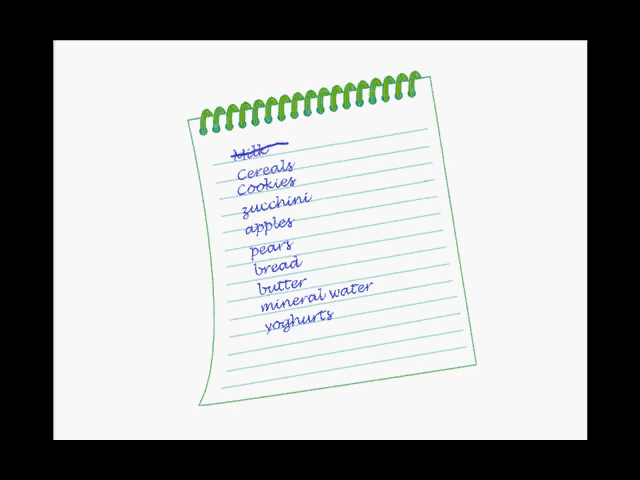 Milk
Cereals
Cookies
zucchini
apples
pears
bread
butter
mineral water
yoghurts